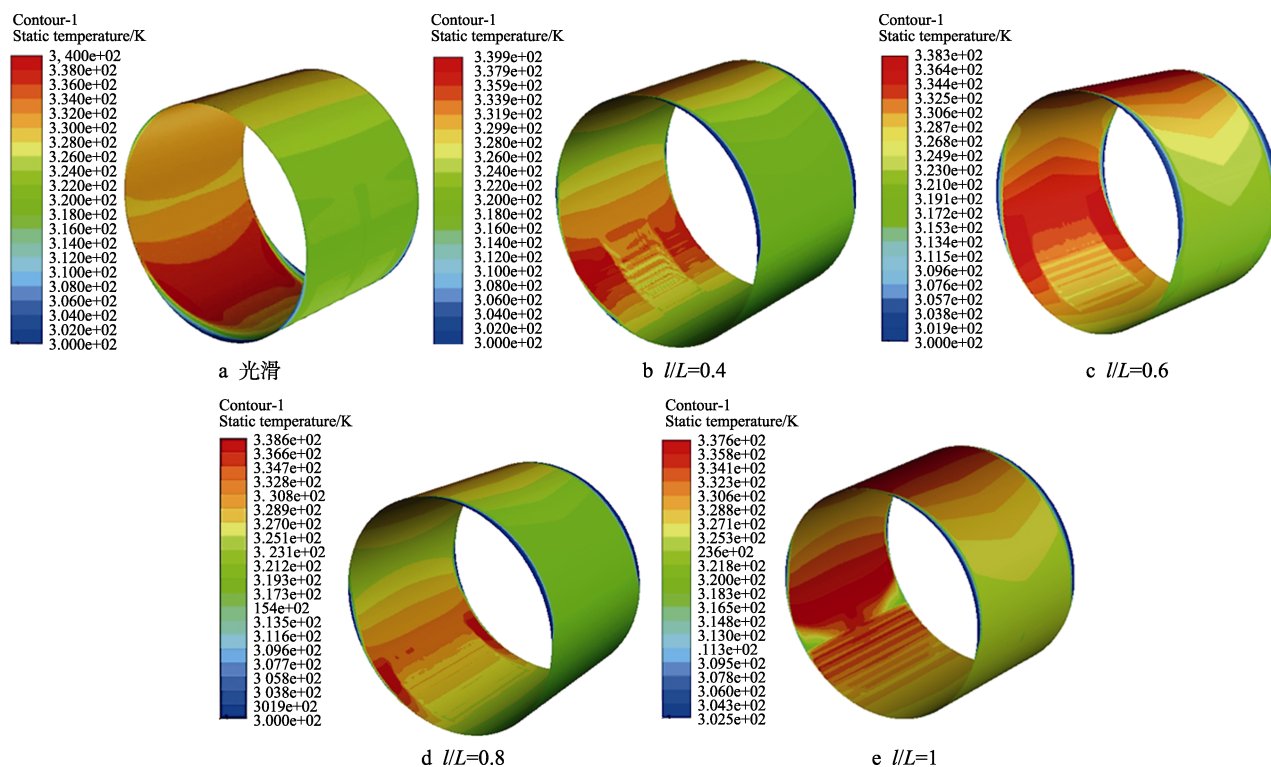 Contour-1
Static temperature/K
3, 400e+02
3.380e+02
3.360e+02
3.340e+02
3.320e+02
3.300e+02
3.280e+02
3.260e+02
3.240e+02
3.220e+02
3.200e+02
3.180e+02
3.160e+02
3.140e+02
3.120e+02
3.100e+02
3.080e+02
3.060e+02
3.040e+02
3.020e+02
3.000e+02
a 光滑
Contour-1
Static temperature/K
3.399e+02
3.379e+02
3.359e+02
3.339e+02
3.319e+02
3.299e+02
3.280e+02
3.260e+02
3.240e+02
3.220e+02
3.200e+02
3.180e+02
3.160e+02
3.140e+02
3.120e+02
3.100e+02
3.080e+02
3.060e+02
3.040e+02
3.020e+02
3.000e+02
b l/L=0.4
Contour-1
Static temperature/K
3.383e+02
3.364e+02
3.344e+02
3.325e+02
3.306e+02
3.287e+02
3.268e+02
3.249e+02
3.230e+02
3.210e+02
3.191e+02
3.172e+02
3.153e+02
3.134e+02
3.115e+02
3.096e+02
3.076e+02
3.057e+02
3.038e+02
3.019e+02
3.000e+02
c l/L=0.6
Contour-1
Static temperature/K
3.386e+02
3.366e+02
3.347e+02
3.328e+02
3.308e+02
3.289e+02
3.270e+02
3.251e+02
3.231e+02
3.212e+02
3.193e+02
3.173e+02
154e+02
3.135e+02
3.116e+02
3.096e+02
3.077e+02
3 058e+02
3 038e+02
3019e+02
3.000e+02
d l/L=0.8
Contour-1
Static temperature/K
3.376e+02
3.358e+02
3.341e+02
3.323e+02
3.306e+02
3.288e+02
3.271e+02
3.253e+02
236e+02
3.218e+02
3.200e+02
3.183e+02
3.165e+02
3.148e+02
3.130e+02
.113e+02
3.095e+02
3.078e+02
3.060e+02
3.043e+02
3.025e+02
e l/L=1